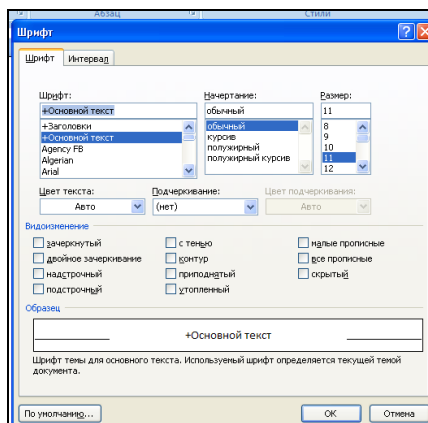 Абзац Стили
Шрифт
Шрифт Интервал
Шрифт: Начертание: Размер:
+Основной текст обычный 11
+Заголовки обычный 8
+Основной текст курсив 9
Agency FB полужирный 10
Algerian полужирный курсив 11
Arial 12
Цвет текста: Подчеркивание: Цвет подчеркивания:
Авто (нет) Авто
Видоизменение
зачеркнутый с тенью малые прописные
двойное зачеркивание контур все прописные
надстрочный приподнятый скрытый
подстрочный утопленный
Образец
+Основной текст
Шрифт темы для основного текста. Используемый шрифт определяется текущей темой
документа.
По умолчанию... ОК Отмена